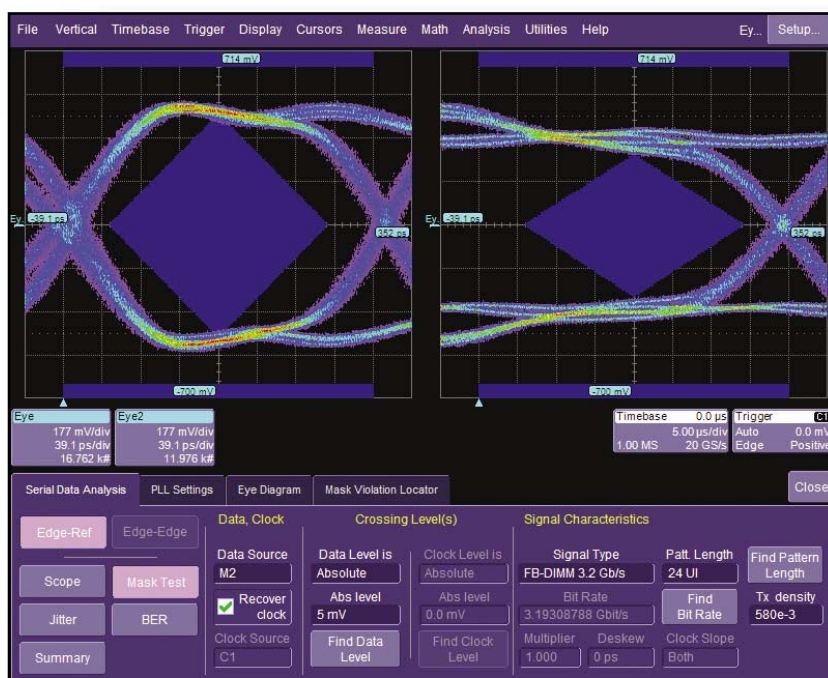 File Vertical Timebase Trigger Display Cursors Measure Math Analysis Utilities Help Ey... Setup...
714 mV 714 mV
Ey. -39.1 ps 352 ps -39.1 ps 352 ps
-700 mV -700 mV
Eye Eye2 Timebase 0.0 µs Trigger C1
177 mV/div 177 mV/div 5.00 µs/div Auto 0.0 mV
39.1 ps/div 39.1 ps/div 1.00 MS 20 GS/s Edge Positive
16.762 k# 11.976 k#
Serial Data Analysis PLL Settings Eye Diagram Mask Violation Locator Close
Data, Clock Crossing Level(s) Signal Characteristics
Edge-Ref Edge-Edge
Data Source Data Level is Clock Level is Signal Type Patt. Length Find Pattern Length
M2 Absolute Absolute FB-DIMM 3.2 Gb/s 24 UI
Scope Mask Test
Recover clock Abs level Abs level Bit Rate Find Bit Rate Tx density
5 mV 0.0 mV 3.19308788 Gbit/s 580e-3
Jitter BER
Clock Source Find Data Level Find Clock Level Multiplier Deskew Clock Slope
C1 1.000 0 ps Both
Summary